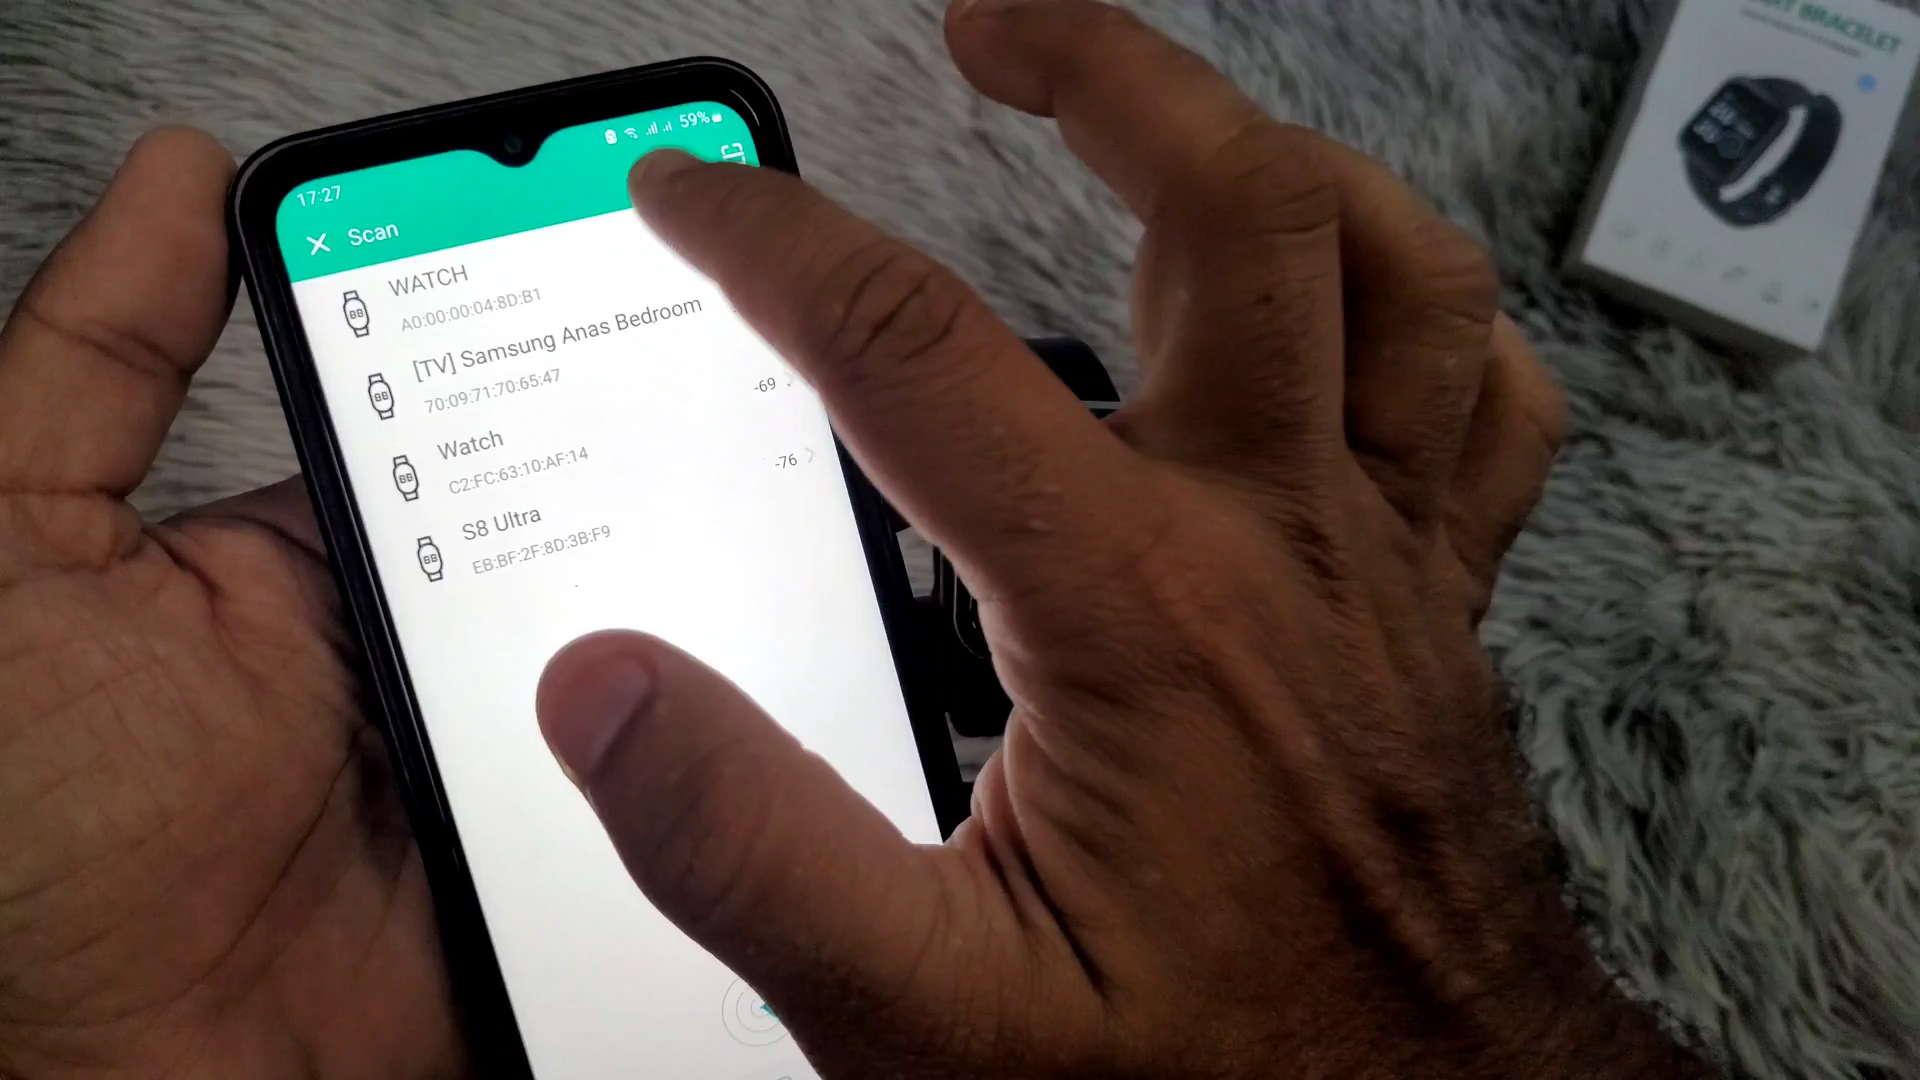 17:27
59%
Scan
WATCH
A0:00:00:04:8D:B1
[TV] Samsung Anas Bedroom
70:09:71:70:65:47
-69
Watch
C2:FC:63:10:AF:14
-76
S8 Ultra
EB:BF:2F:8D:3B:F9
BRACELET